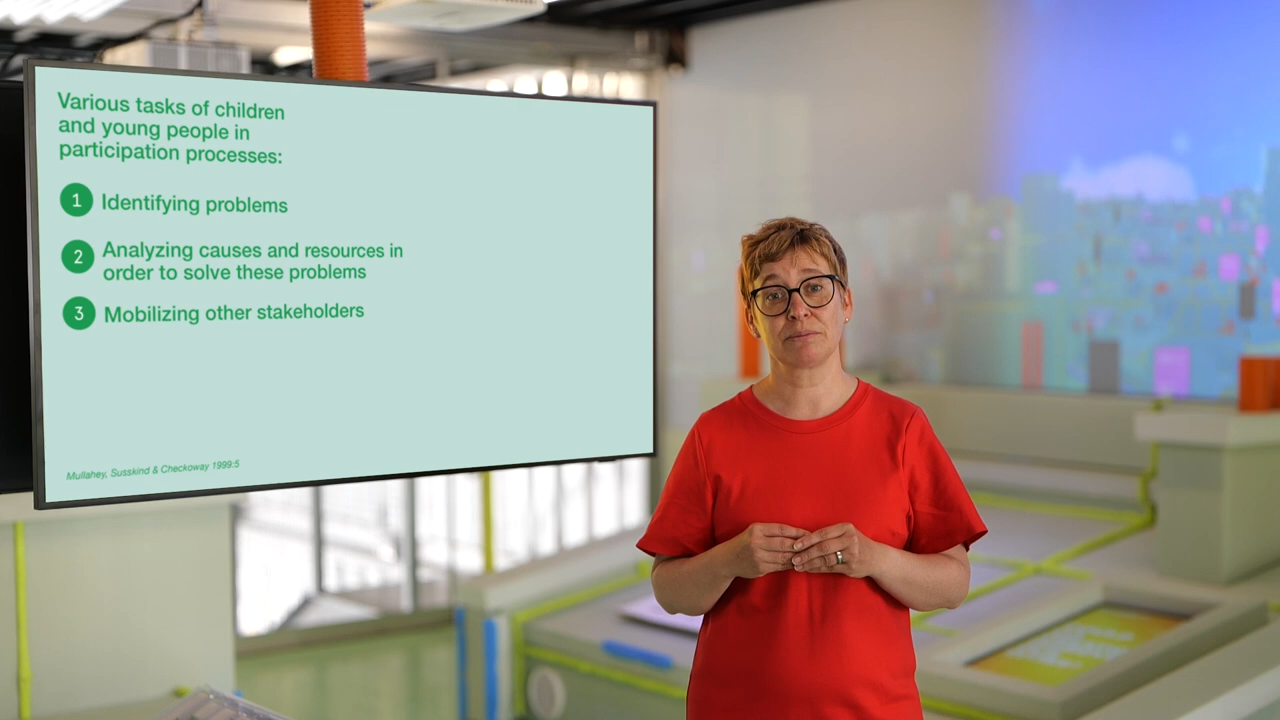 Various tasks of children
and young people in
participation processes:
1 Identifying problems
2 Analyzing causes and resources in
order to solve these problems
3 Mobilizing other stakeholders
Mullahey, Susskind & Checkoway 1999:5